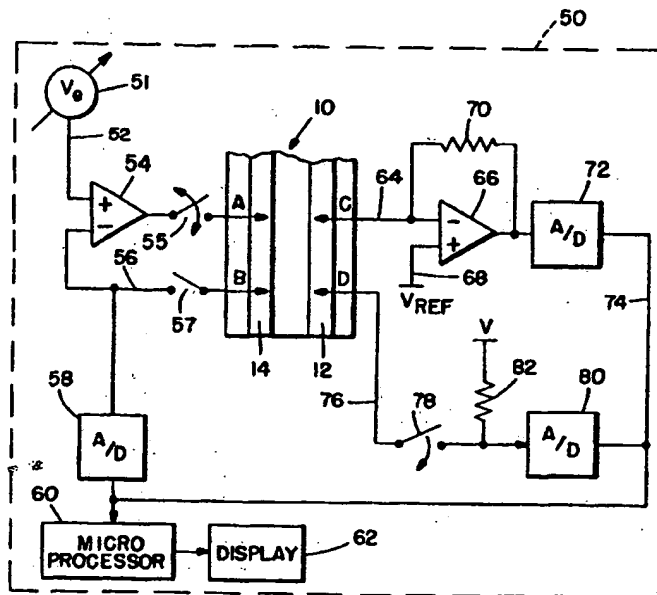 50
Ve
51
52
10
70
54
+
-
55
A
C
64
66
72
A/D
-
+
56
57
B
D
68
VREF
74
14
12
V
82
58
76
78
80
A/D
A/D
60
MICRO
PROCESSOR
DISPLAY
62